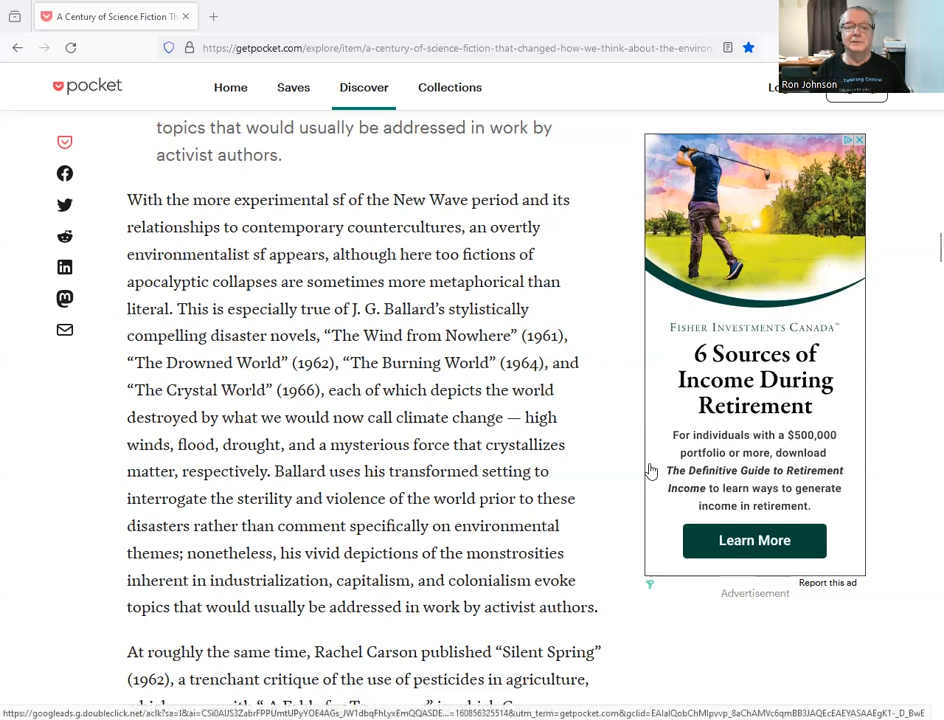 A Century of Science Fiction Th
https://getpocket.com/explore/item/a-century-of-science-fiction-that-changed-how-we-think-about-the-environ
Ron Johnson
pocket
Home
Saves
Discover
Collections
topics that would usually be addressed in work by
activist authors.
With the more experimental sf of the New Wave period and its
relationships to contemporary countercultures, an overtly
environmentalist sf appears, although here too fictions of
apocalyptic collapses are sometimes more metaphorical than
literal. This is especially true of J. G. Ballard’s stylistically
compelling disaster novels, “The Wind from Nowhere” (1961),
“The Drowned World” (1962), “The Burning World” (1964), and
“The Crystal World” (1966), each of which depicts the world
destroyed by what we would now call climate change — high
winds, flood, drought, and a mysterious force that crystallizes
matter, respectively. Ballard uses his transformed setting to
interrogate the sterility and violence of the world prior to these
disasters rather than comment specifically on environmental
themes; nonetheless, his vivid depictions of the monstrosities
inherent in industrialization, capitalism, and colonialism evoke
topics that would usually be addressed in work by activist authors.
At roughly the same time, Rachel Carson published “Silent Spring”
(1962), a trenchant critique of the use of pesticides in agriculture,
FISHER INVESTMENTS CANADA™
6 Sources of
Income During
Retirement
For individuals with a $500,000
portfolio or more, download
The Definitive Guide to Retirement
Income to learn ways to generate
income in retirement.
Learn More
Report this ad
Advertisement